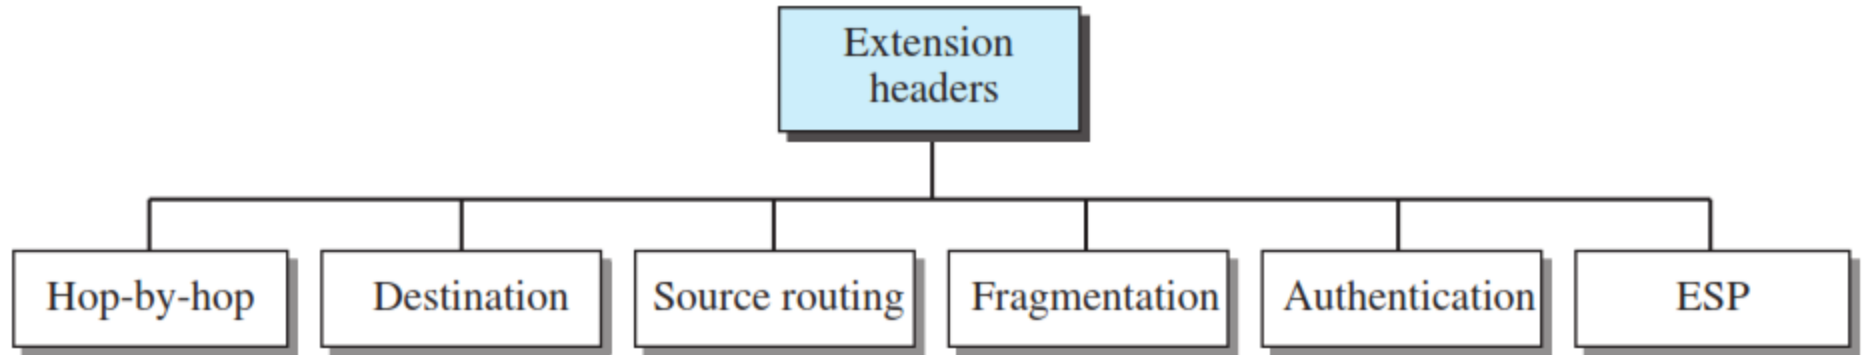 Extension
headers
Hop-by-hop
Destination
Source routing
Fragmentation
Authentication
ESP